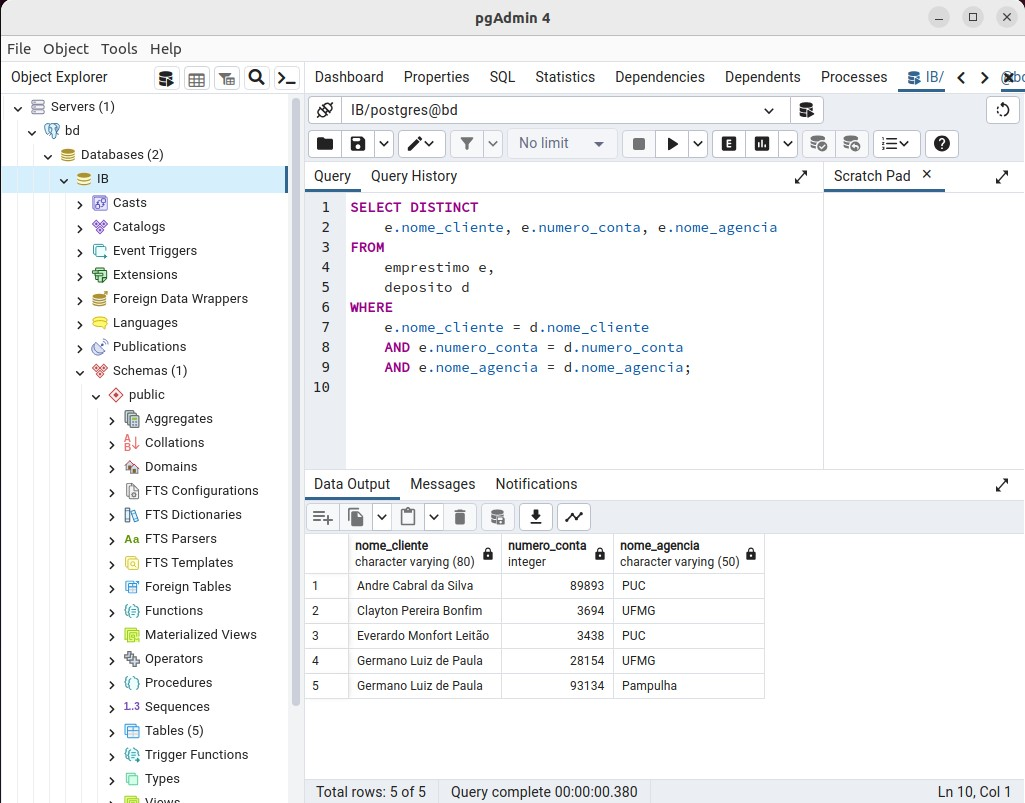 pgAdmin 4
File Object Tools Help
Object Explorer
Dashboard Properties SQL Statistics Dependencies Dependents Processes IB/
Servers (1)
bd
Databases (2)
IB
Casts
Catalogs
Event Triggers
Extensions
Foreign Data Wrappers
Languages
Publications
Schemas (1)
public
Aggregates
Collations
Domains
FTS Configurations
FTS Dictionaries
FTS Parsers
FTS Templates
Foreign Tables
Functions
Materialized Views
Operators
Procedures
1.3 Sequences
Tables (5)
Trigger Functions
Types
Views
IB/postgres@bd
No limit
E
Query Query History
Scratch Pad
1 SELECT DISTINCT
2 e.nome_cliente, e.numero_conta, e.nome_agencia
3 FROM
4 emprestimo e,
5 deposito d
6 WHERE
7 e.nome_cliente = d.nome_cliente
8 AND e.numero_conta = d.numero_conta
9 AND e.nome_agencia = d.nome_agencia;
10
Data Output Messages Notifications
nome_cliente numero_conta nome_agencia
character varying (80) integer character varying (50)
1 Andre Cabral da Silva 89893 PUC
2 Clayton Pereira Bonfim 3694 UFMG
3 Everardo Monfort Leitão 3438 PUC
4 Germano Luiz de Paula 28154 UFMG
5 Germano Luiz de Paula 93134 Pampulha
Total rows: 5 of 5 Query complete 00:00:00.380 Ln 10, Col 1